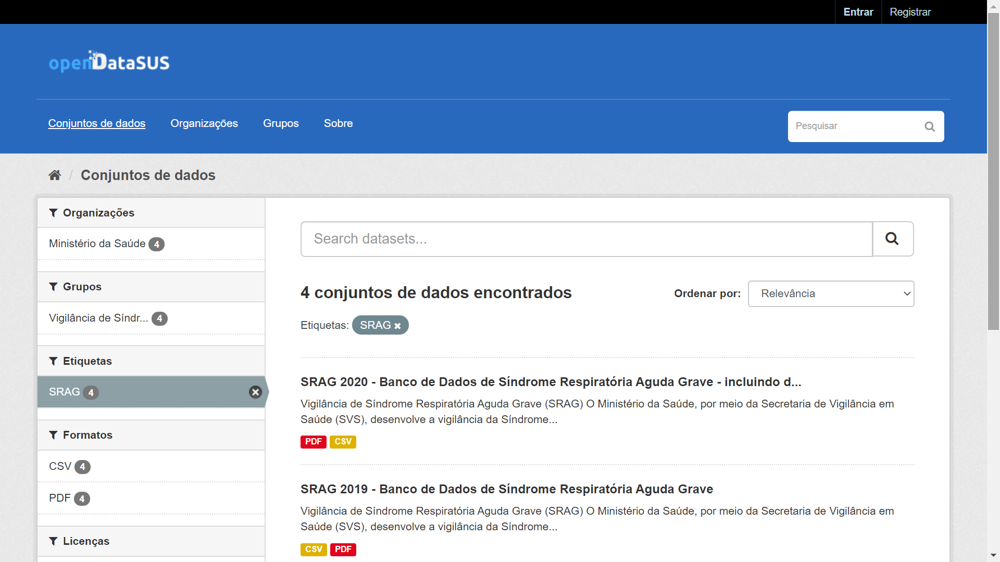 Entrar Registrar
openDataSUS
Conjuntos de dados Organizações Grupos Sobre Pesquisar
/ Conjuntos de dados
Organizações
Ministério da Saúde 4
Grupos
Vigilância de Síndr... 4
Etiquetas
SRAG 4
Formatos
CSV 4
PDF 4
Licenças
Search datasets...
4 conjuntos de dados encontrados
Ordenar por: Relevância
Etiquetas: SRAG
SRAG 2020 - Banco de Dados de Síndrome Respiratória Aguda Grave - incluindo d...
Vigilância de Síndrome Respiratória Aguda Grave (SRAG) O Ministério da Saúde, por meio da Secretaria de Vigilância em
Saúde (SVS), desenvolve a vigilância da Síndrome...
PDF CSV
SRAG 2019 - Banco de Dados de Síndrome Respiratória Aguda Grave
Vigilância de Síndrome Respiratória Aguda Grave (SRAG) O Ministério da Saúde, por meio da Secretaria de Vigilância em
Saúde (SVS), desenvolve a vigilância da Síndrome...
CSV PDF